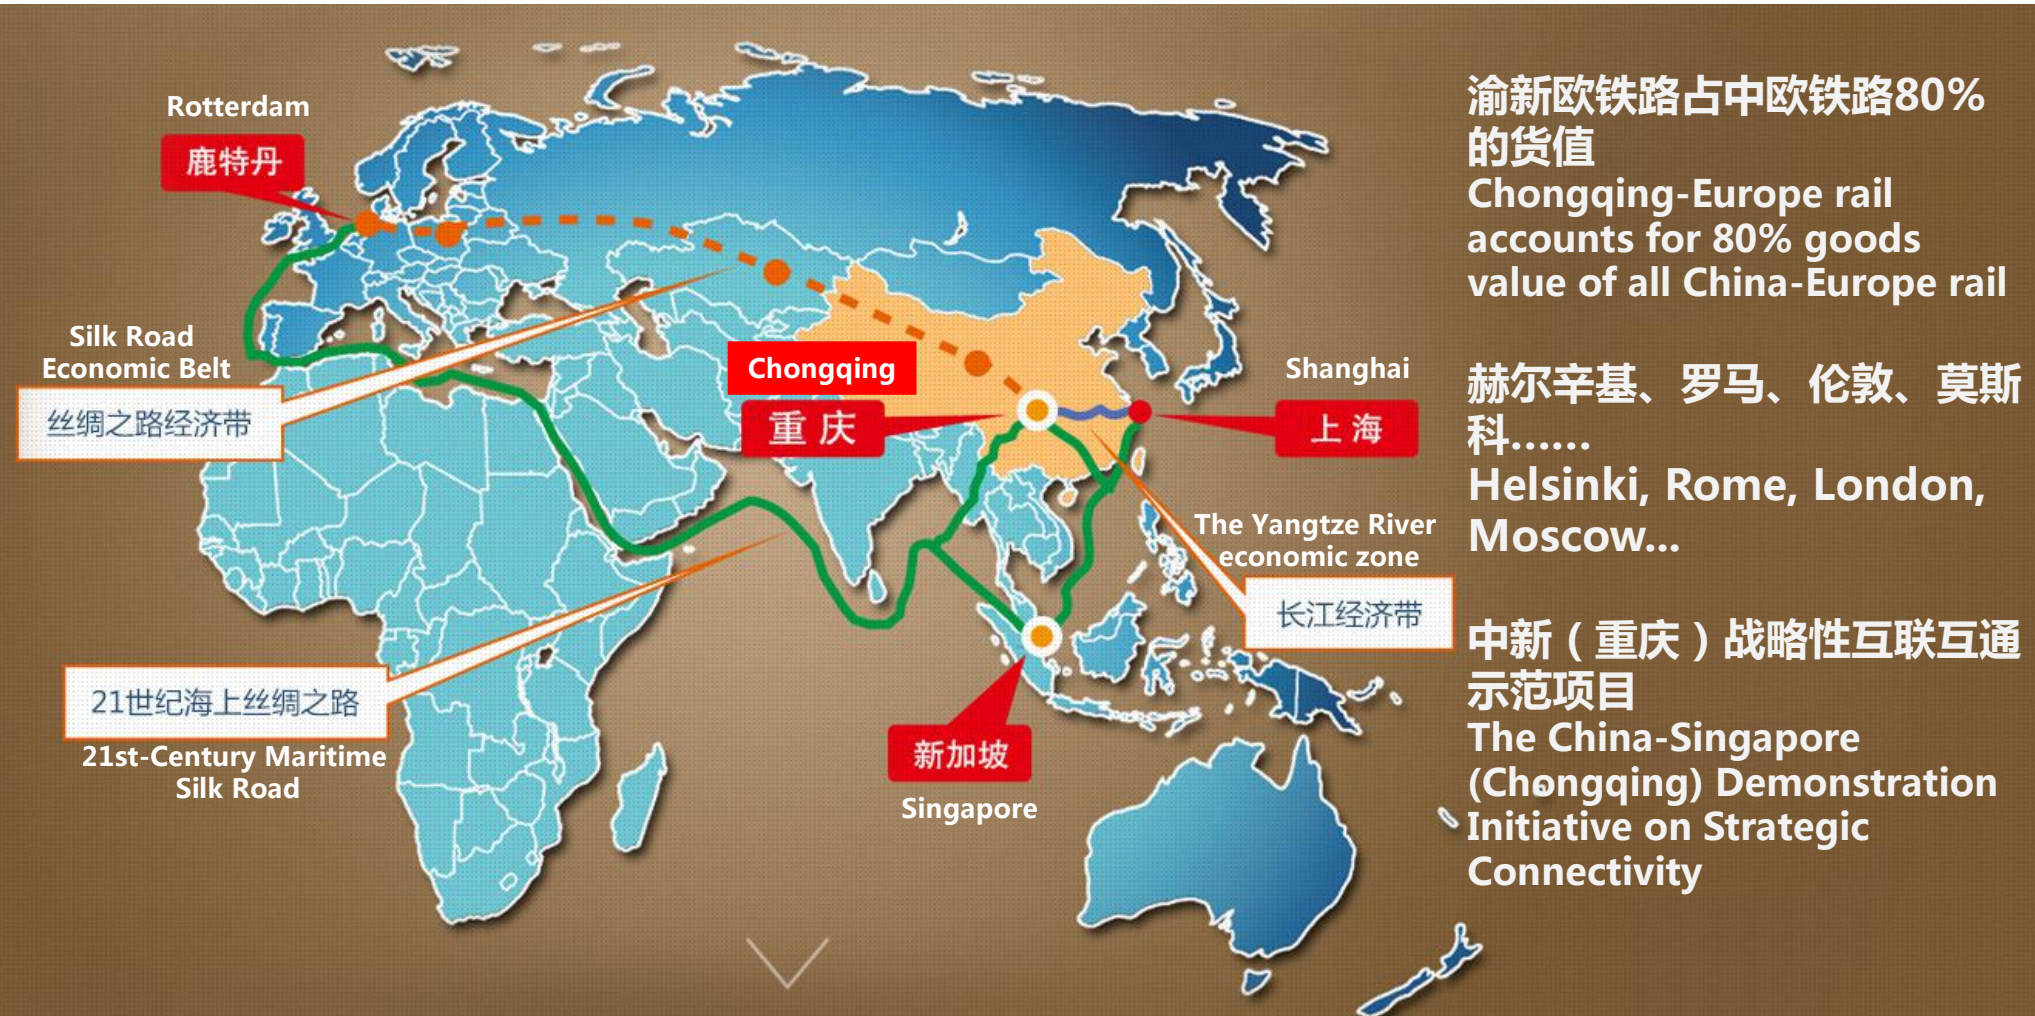 Rotterdam
鹿特丹
Silk Road
Economic Belt
丝绸之路经济带
Chongqing
重庆
Shanghai
上海
The Yangtze River
economic zone
长江经济带
21世纪海上丝绸之路
21st-Century Maritime
Silk Road
新加坡
Singapore
渝新欧铁路占中欧铁路80%
的货值
Chongqing-Europe rail
accounts for 80% goods
value of all China-Europe rail
赫尔辛基、罗马、伦敦、莫斯
科......
Helsinki, Rome, London,
Moscow...
中新（重庆）战略性互联互通
示范项目
The China-Singapore
(Chongqing) Demonstration
Initiative on Strategic
Connectivity